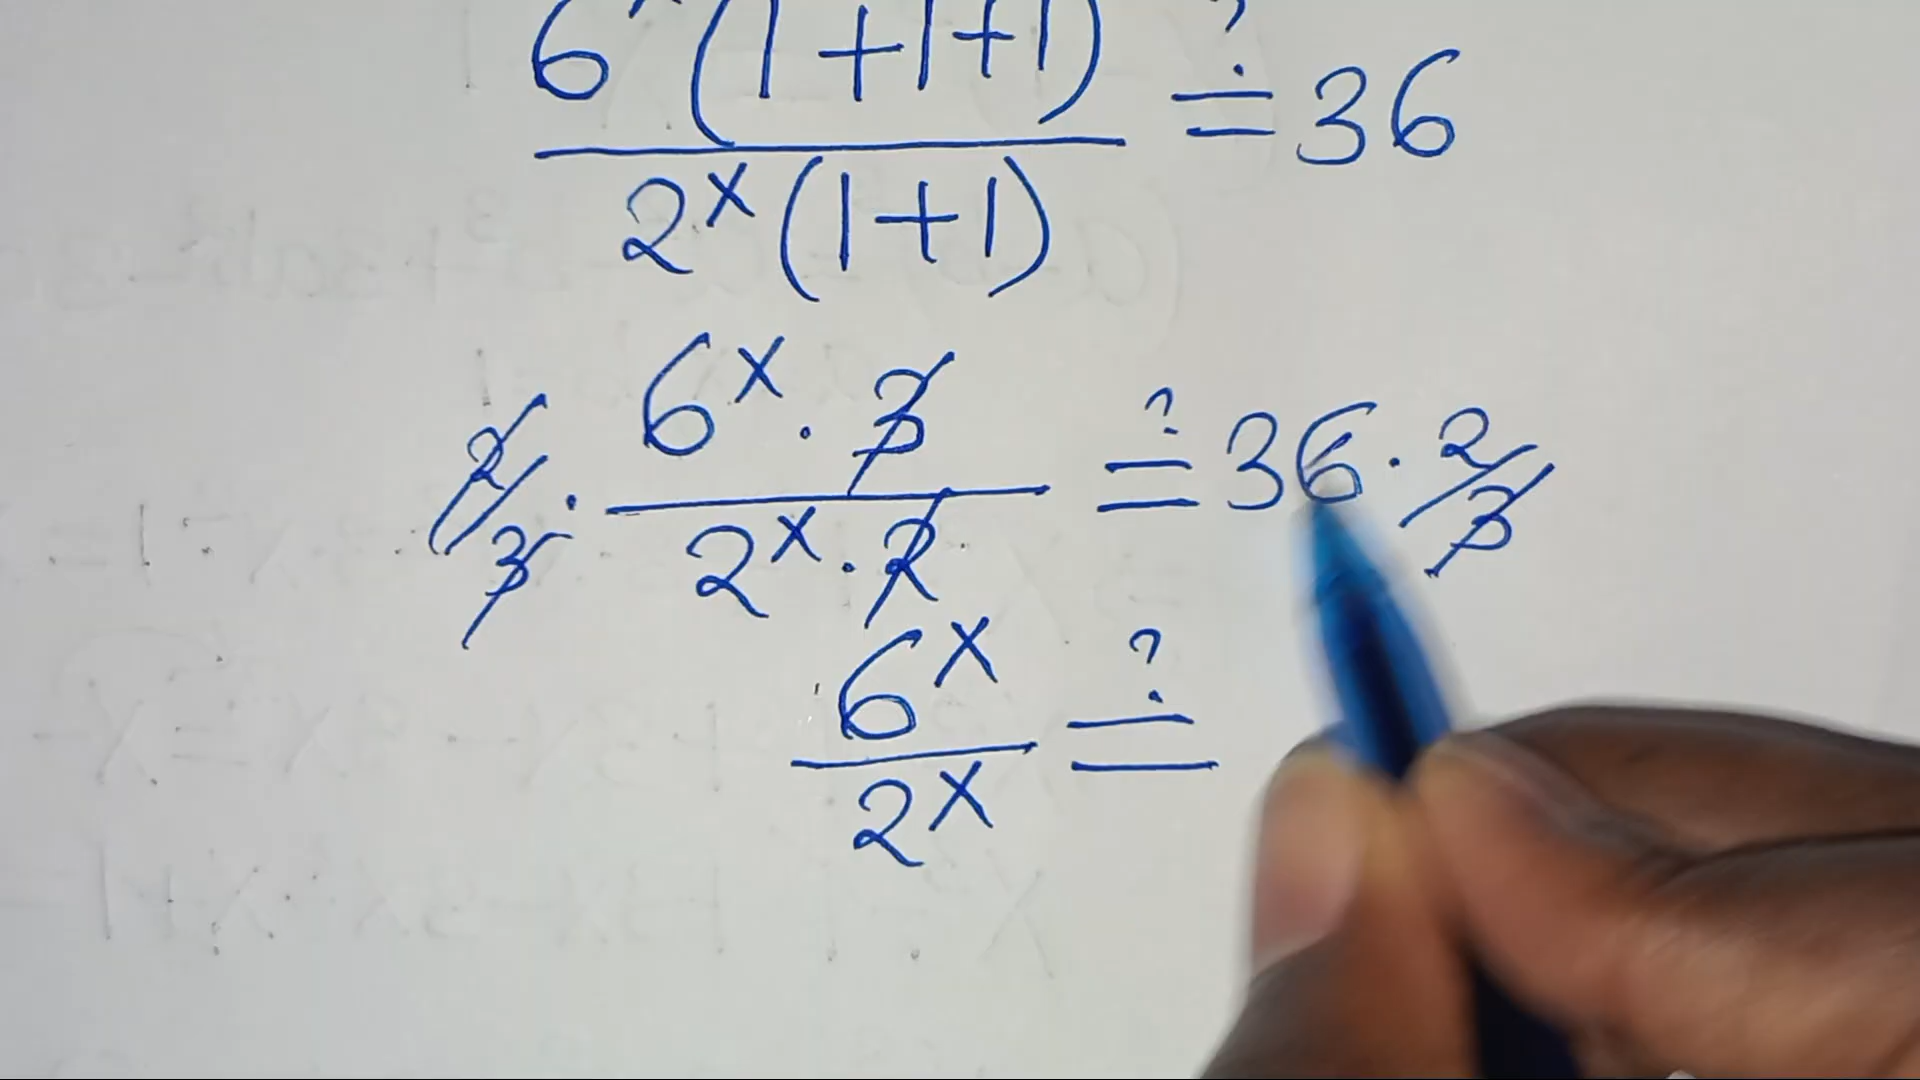 6^x (1+1+1) / 2^x (1+1) ≟ 36
2/3 · 6^x · 3 / 2^x · 2 ≟ 36 · 2/3
6^x / 2^x ≟